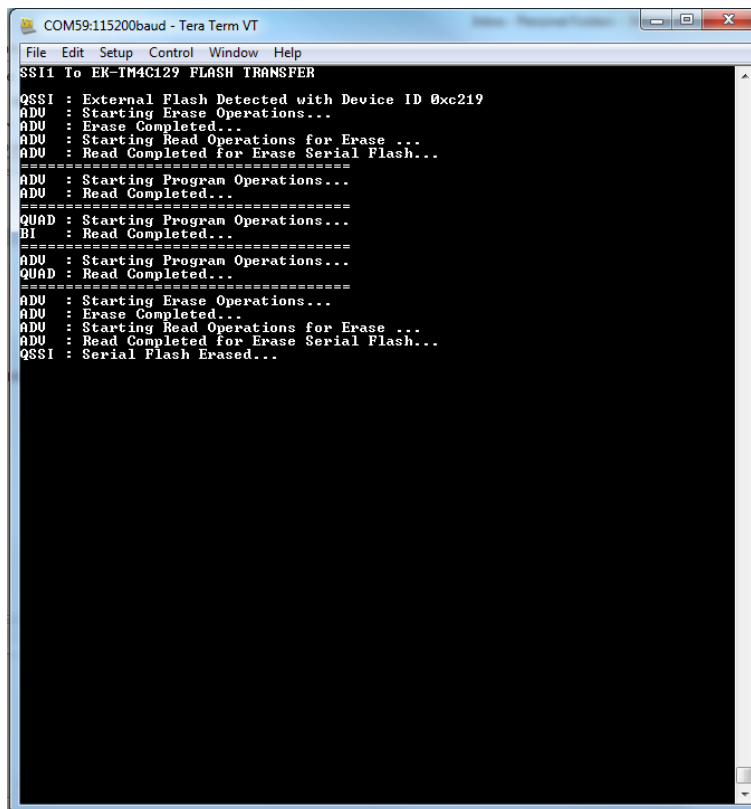 COM59:115200baud - Tera Term VT
File Edit Setup Control Window Help
SSI1 To EK-TM4C129 FLASH TRANSFER
QSSI : External Flash Detected with Device ID 0xc219
ADV : Starting Erase Operations...
ADV : Erase Completed...
ADV : Starting Read Operations for Erase ...
ADV : Read Completed for Erase Serial Flash...
=====================================
ADV : Starting Program Operations...
ADV : Read Completed...
=====================================
QUAD : Starting Program Operations...
BI : Read Completed...
=====================================
ADV : Starting Program Operations...
QUAD : Read Completed...
=====================================
ADV : Starting Erase Operations...
ADV : Erase Completed...
ADV : Starting Read Operations for Erase ...
ADV : Read Completed for Erase Serial Flash...
QSSI : Serial Flash Erased...